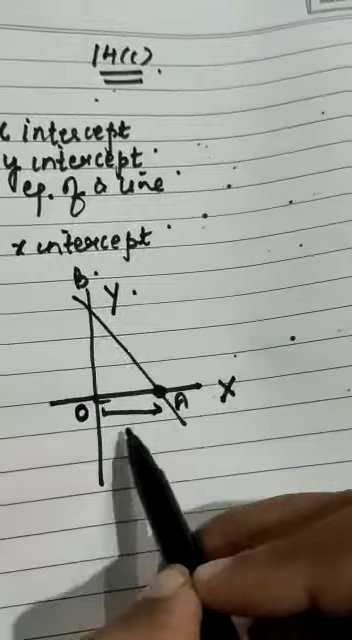 14(c).
x intercept
y intercept
eq. of a line
x intercept
B
Y
O
A
X